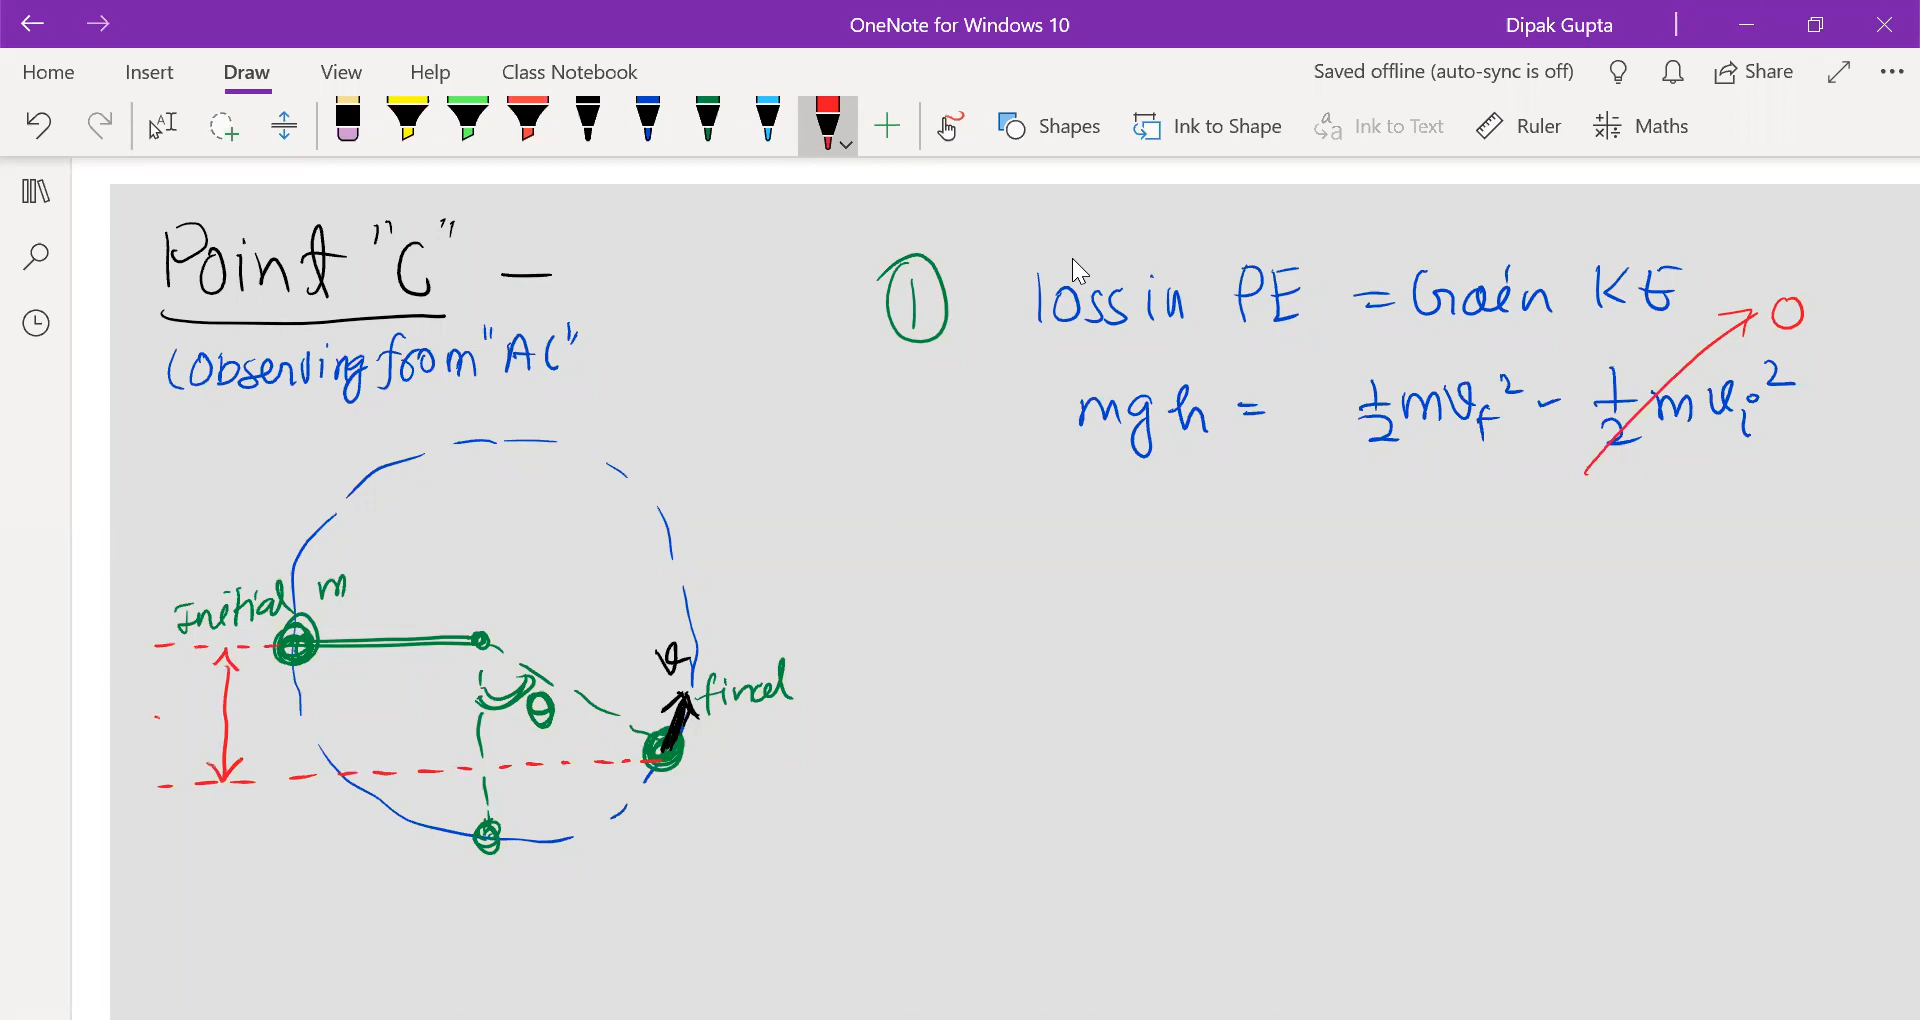 OneNote for Windows 10
Dipak Gupta
Home Insert Draw View Help Class Notebook
Saved offline (auto-sync is off) Share
Shapes Ink to Shape Ink to Text Ruler Maths
Point "C" —
(Observing from "AC"
① loss in PE = Gain KE
0
mgh = ½mv_f² - ½mv_i²
Initial m
v
final
θ